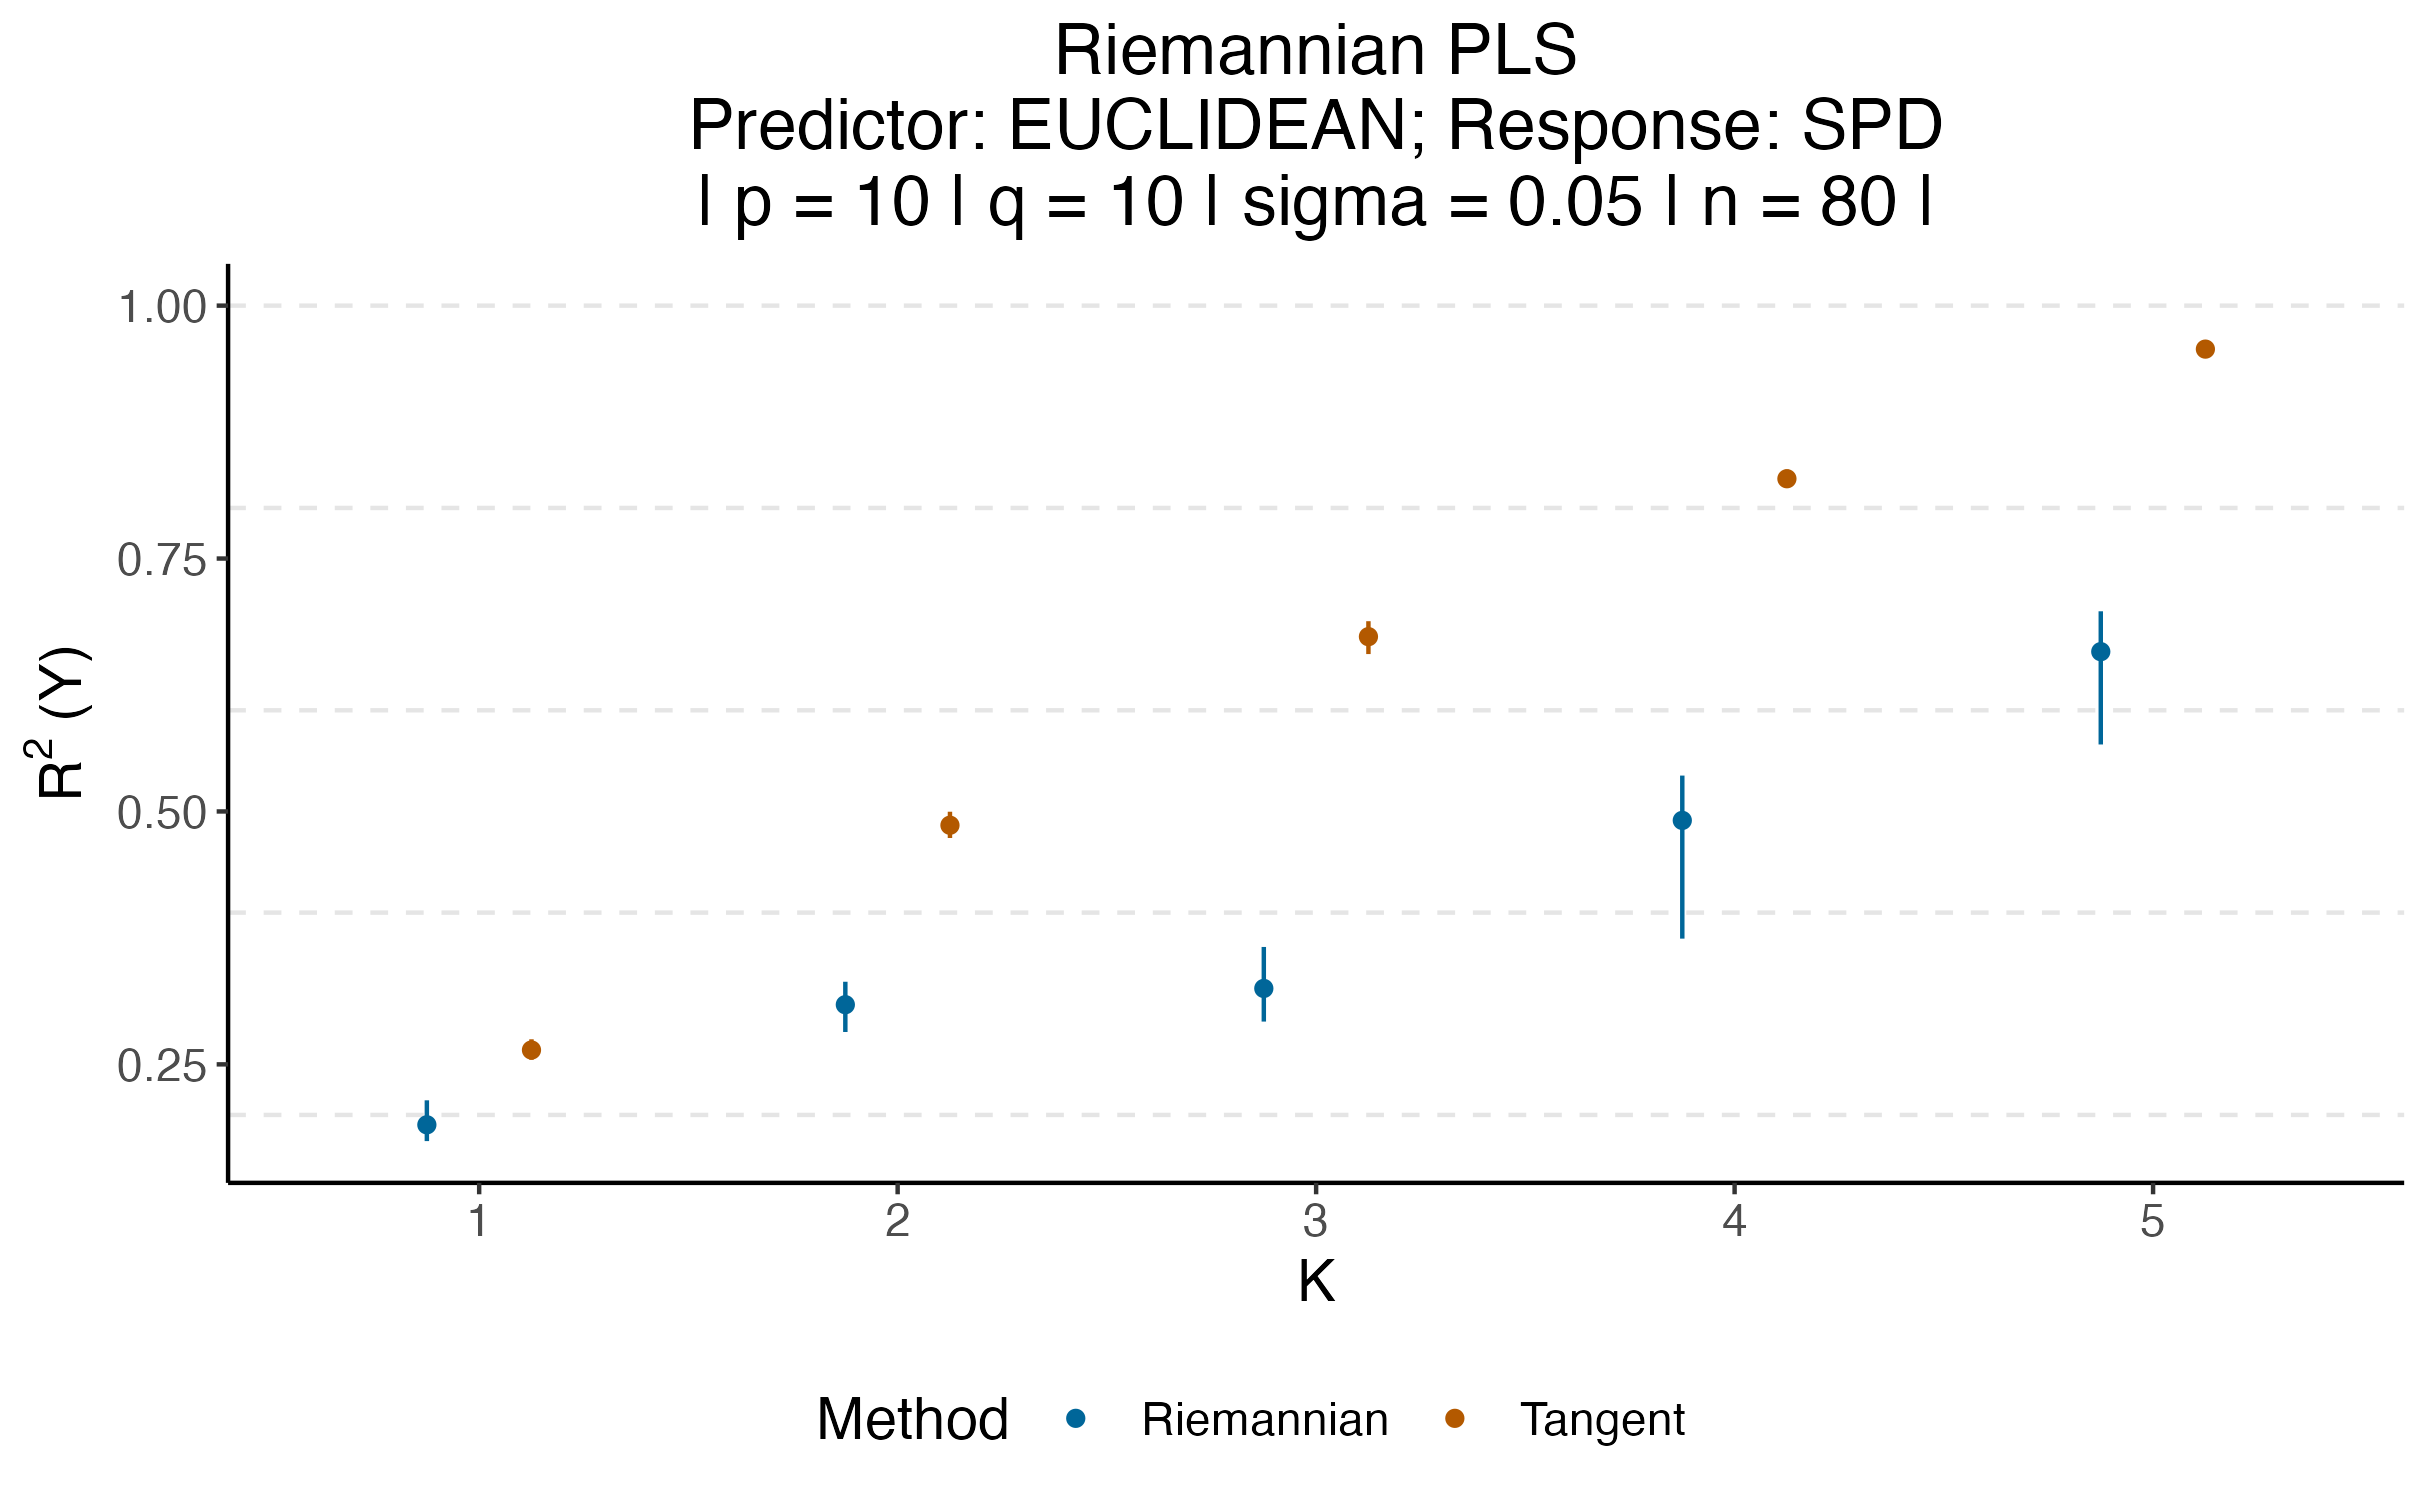 Riemannian PLS
Predictor: EUCLIDEAN; Response: SPD
| p = 10 | q = 10 | sigma = 0.05 | n = 80 |
R² (Y)
1.00
0.75
0.50
0.25
1 2 3 4 5
K
Method Riemannian Tangent